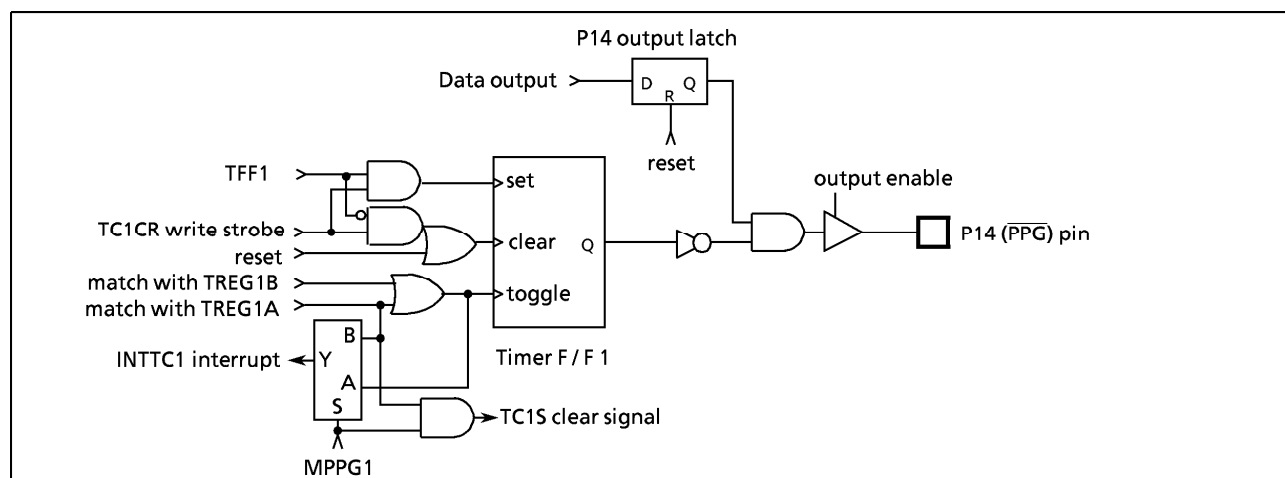 P14 output latch
Data output
D Q
R
reset
output enable
TFF1
set
TC1CR write strobe
clear
Q
P14 (PPG) pin
reset
match with TREG1B
toggle
match with TREG1A
B
INTTC1 interrupt
Y
Timer F / F 1
A
S
TC1S clear signal
MPPG1